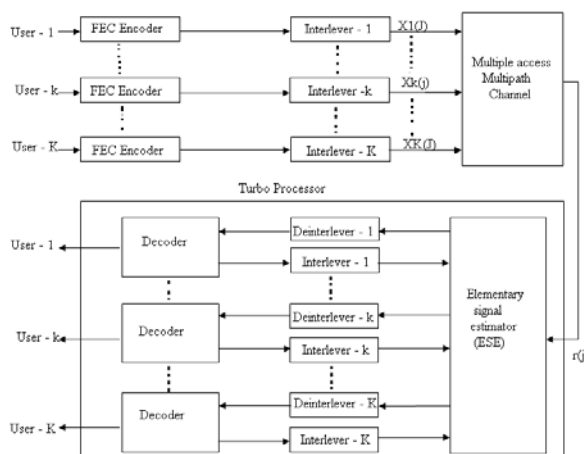 User - 1
FEC Encoder
Interlever - 1
X1(J)
User - k
FEC Encoder
Interlever -k
Xk(j)
User - K
FEC Encoder
Interlever - K
XK(J)
Multiple access
Multipath
Channel
Turbo Processor
User - 1
Decoder
Deinterlever - 1
Interlever - 1
User - k
Decoder
Deinterlever - k
Interlever - k
User - K
Decoder
Deinterlever - K
Interlever - K
Elementary
signal
estimator
(ESE)
r(j